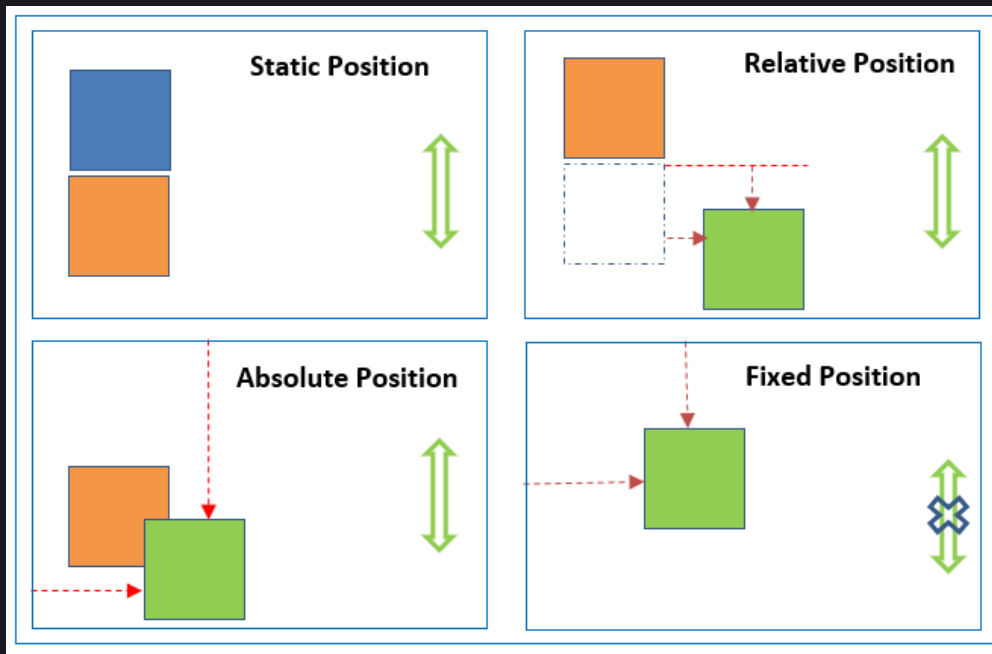 Static Position
Relative Position
Absolute Position
Fixed Position